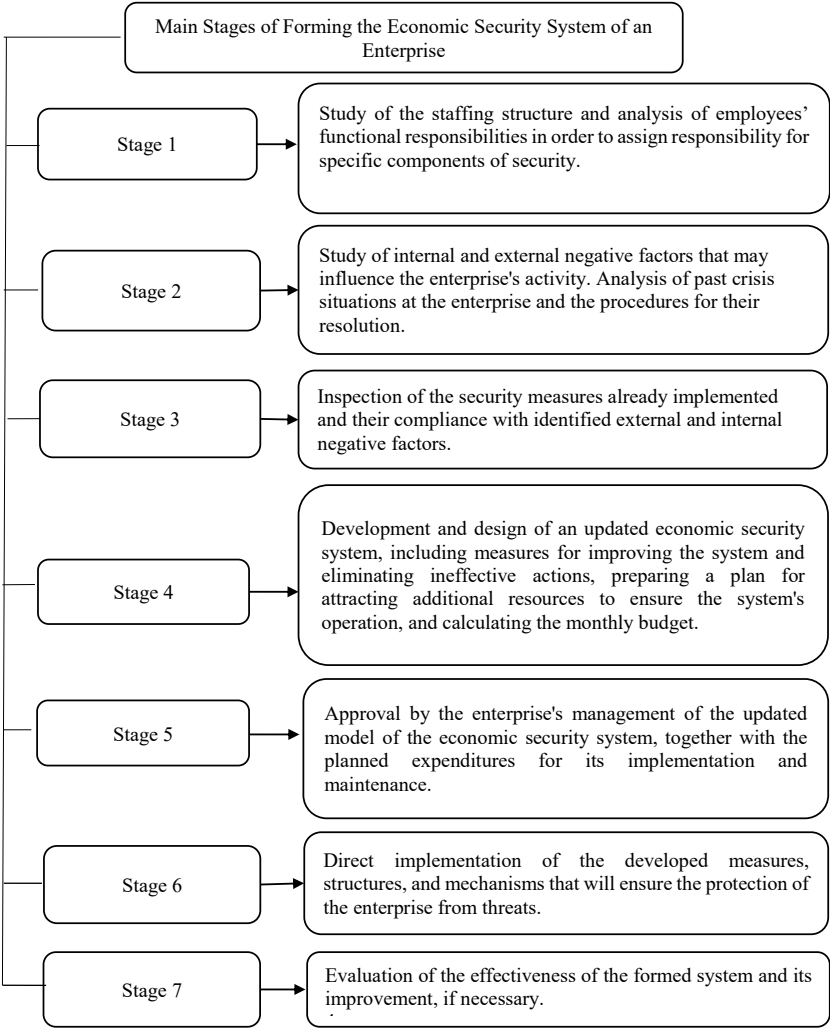 Main Stages of Forming the Economic Security System of an
Enterprise
Stage 1
Study of the staffing structure and analysis of employees’
functional responsibilities in order to assign responsibility for
specific components of security.
Stage 2
Study of internal and external negative factors that may
influence the enterprise's activity. Analysis of past crisis
situations at the enterprise and the procedures for their
resolution.
Stage 3
Inspection of the security measures already implemented
and their compliance with identified external and internal
negative factors.
Stage 4
Development and design of an updated economic security
system, including measures for improving the system and
eliminating ineffective actions, preparing a plan for
attracting additional resources to ensure the system's
operation, and calculating the monthly budget.
Stage 5
Approval by the enterprise's management of the updated
model of the economic security system, together with the
planned expenditures for its implementation and
maintenance.
Stage 6
Direct implementation of the developed measures,
structures, and mechanisms that will ensure the protection of
the enterprise from threats.
Stage 7
Evaluation of the effectiveness of the formed system and its
improvement, if necessary.